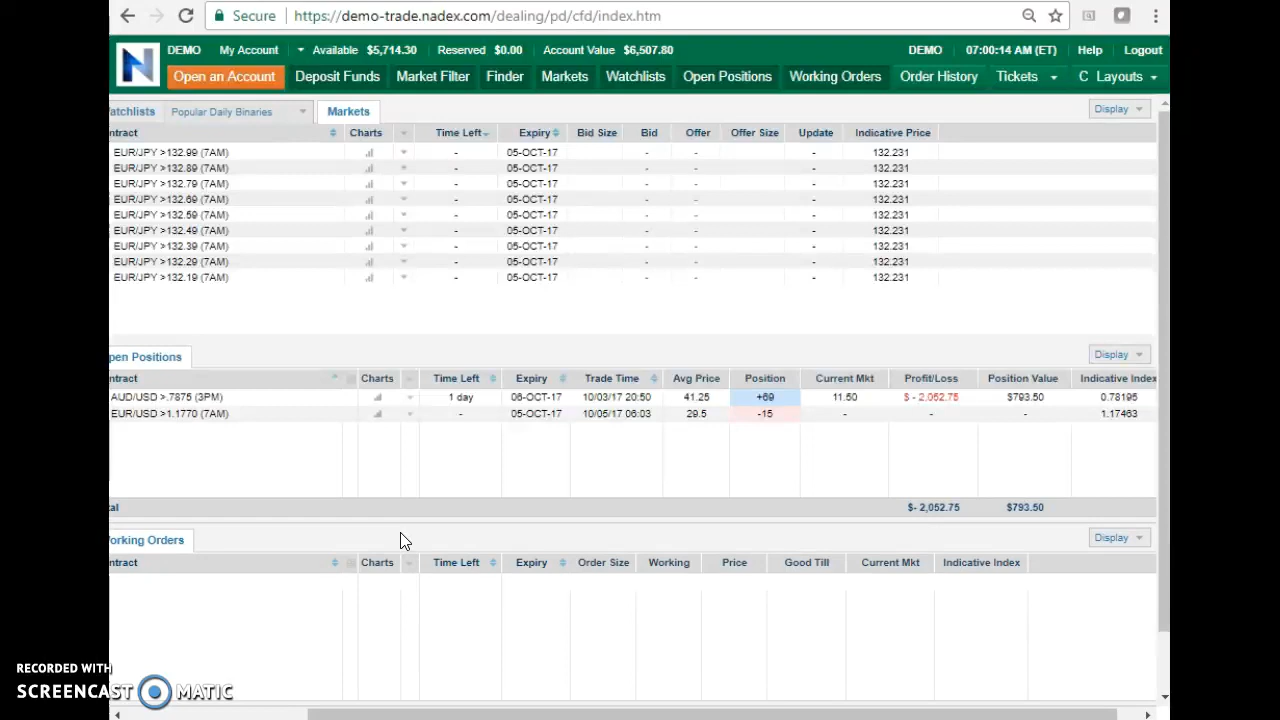 Secure https://demo-trade.nadex.com/dealing/pd/cfd/index.htm
DEMO My Account Available $5,714.30 Reserved $0.00 Account Value $6,507.80 DEMO 07:00:14 AM (ET) Help Logout
N
Open an Account Deposit Funds Market Filter Finder Markets Watchlists Open Positions Working Orders Order History Tickets C Layouts
atchlists Popular Daily Binaries Markets Display
ntract Charts Time Left Expiry Bid Size Bid Offer Offer Size Update Indicative Price
EUR/JPY >132.99 (7AM) - 05-OCT-17 - - - 132.231
EUR/JPY >132.89 (7AM) - 05-OCT-17 - - - 132.231
EUR/JPY >132.79 (7AM) - 05-OCT-17 - - - 132.231
EUR/JPY >132.69 (7AM) - 05-OCT-17 - - - 132.231
EUR/JPY >132.59 (7AM) - 05-OCT-17 - - - 132.231
EUR/JPY >132.49 (7AM) - 05-OCT-17 - - - 132.231
EUR/JPY >132.39 (7AM) - 05-OCT-17 - - - 132.231
EUR/JPY >132.29 (7AM) - 05-OCT-17 - - - 132.231
EUR/JPY >132.19 (7AM) - 05-OCT-17 - - - 132.231
pen Positions Display
ntract Charts Time Left Expiry Trade Time Avg Price Position Current Mkt Profit/Loss Position Value Indicative Index
AUD/USD >.7875 (3PM) 1 day 06-OCT-17 10/03/17 20:50 41.25 +69 11.50 $ - 2,052.75 $793.50 0.78195
EUR/USD >1.1770 (7AM) - 05-OCT-17 10/05/17 06:03 29.5 -15 - - - 1.17463
tal $- 2,052.75 $793.50
orking Orders Display
ntract Charts Time Left Expiry Order Size Working Price Good Till Current Mkt Indicative Index
RECORDED WITH
SCREENCAST MATIC